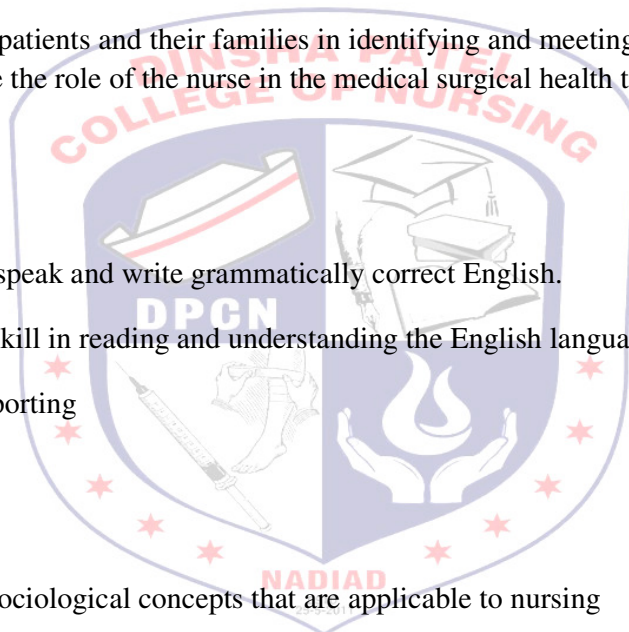 patients and their families in identifying and meeting
DINSHA PATEL
the role of the nurse in the medical surgical health t
COLLEGE OF NURSING
speak and write grammatically correct English.
DPCN
kill in reading and understanding the English langua
porting
NADIAD
ociological concepts that are applicable to nursing